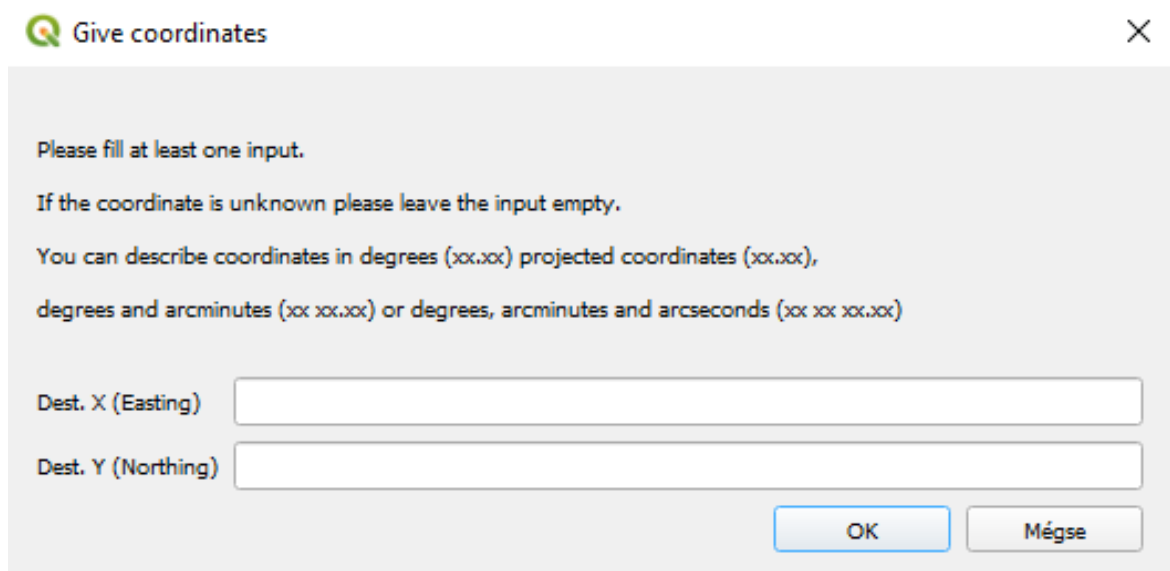 Give coordinates
Please fill at least one input.
If the coordinate is unknown please leave the input empty.
You can describe coordinates in degrees (xx.xx) projected coordinates (xx.xx),
degrees and arcminutes (xx xx.xx) or degrees, arcminutes and arcseconds (xx xx xx.xx)
Dest. X (Easting)
Dest. Y (Northing)
OK Mégse